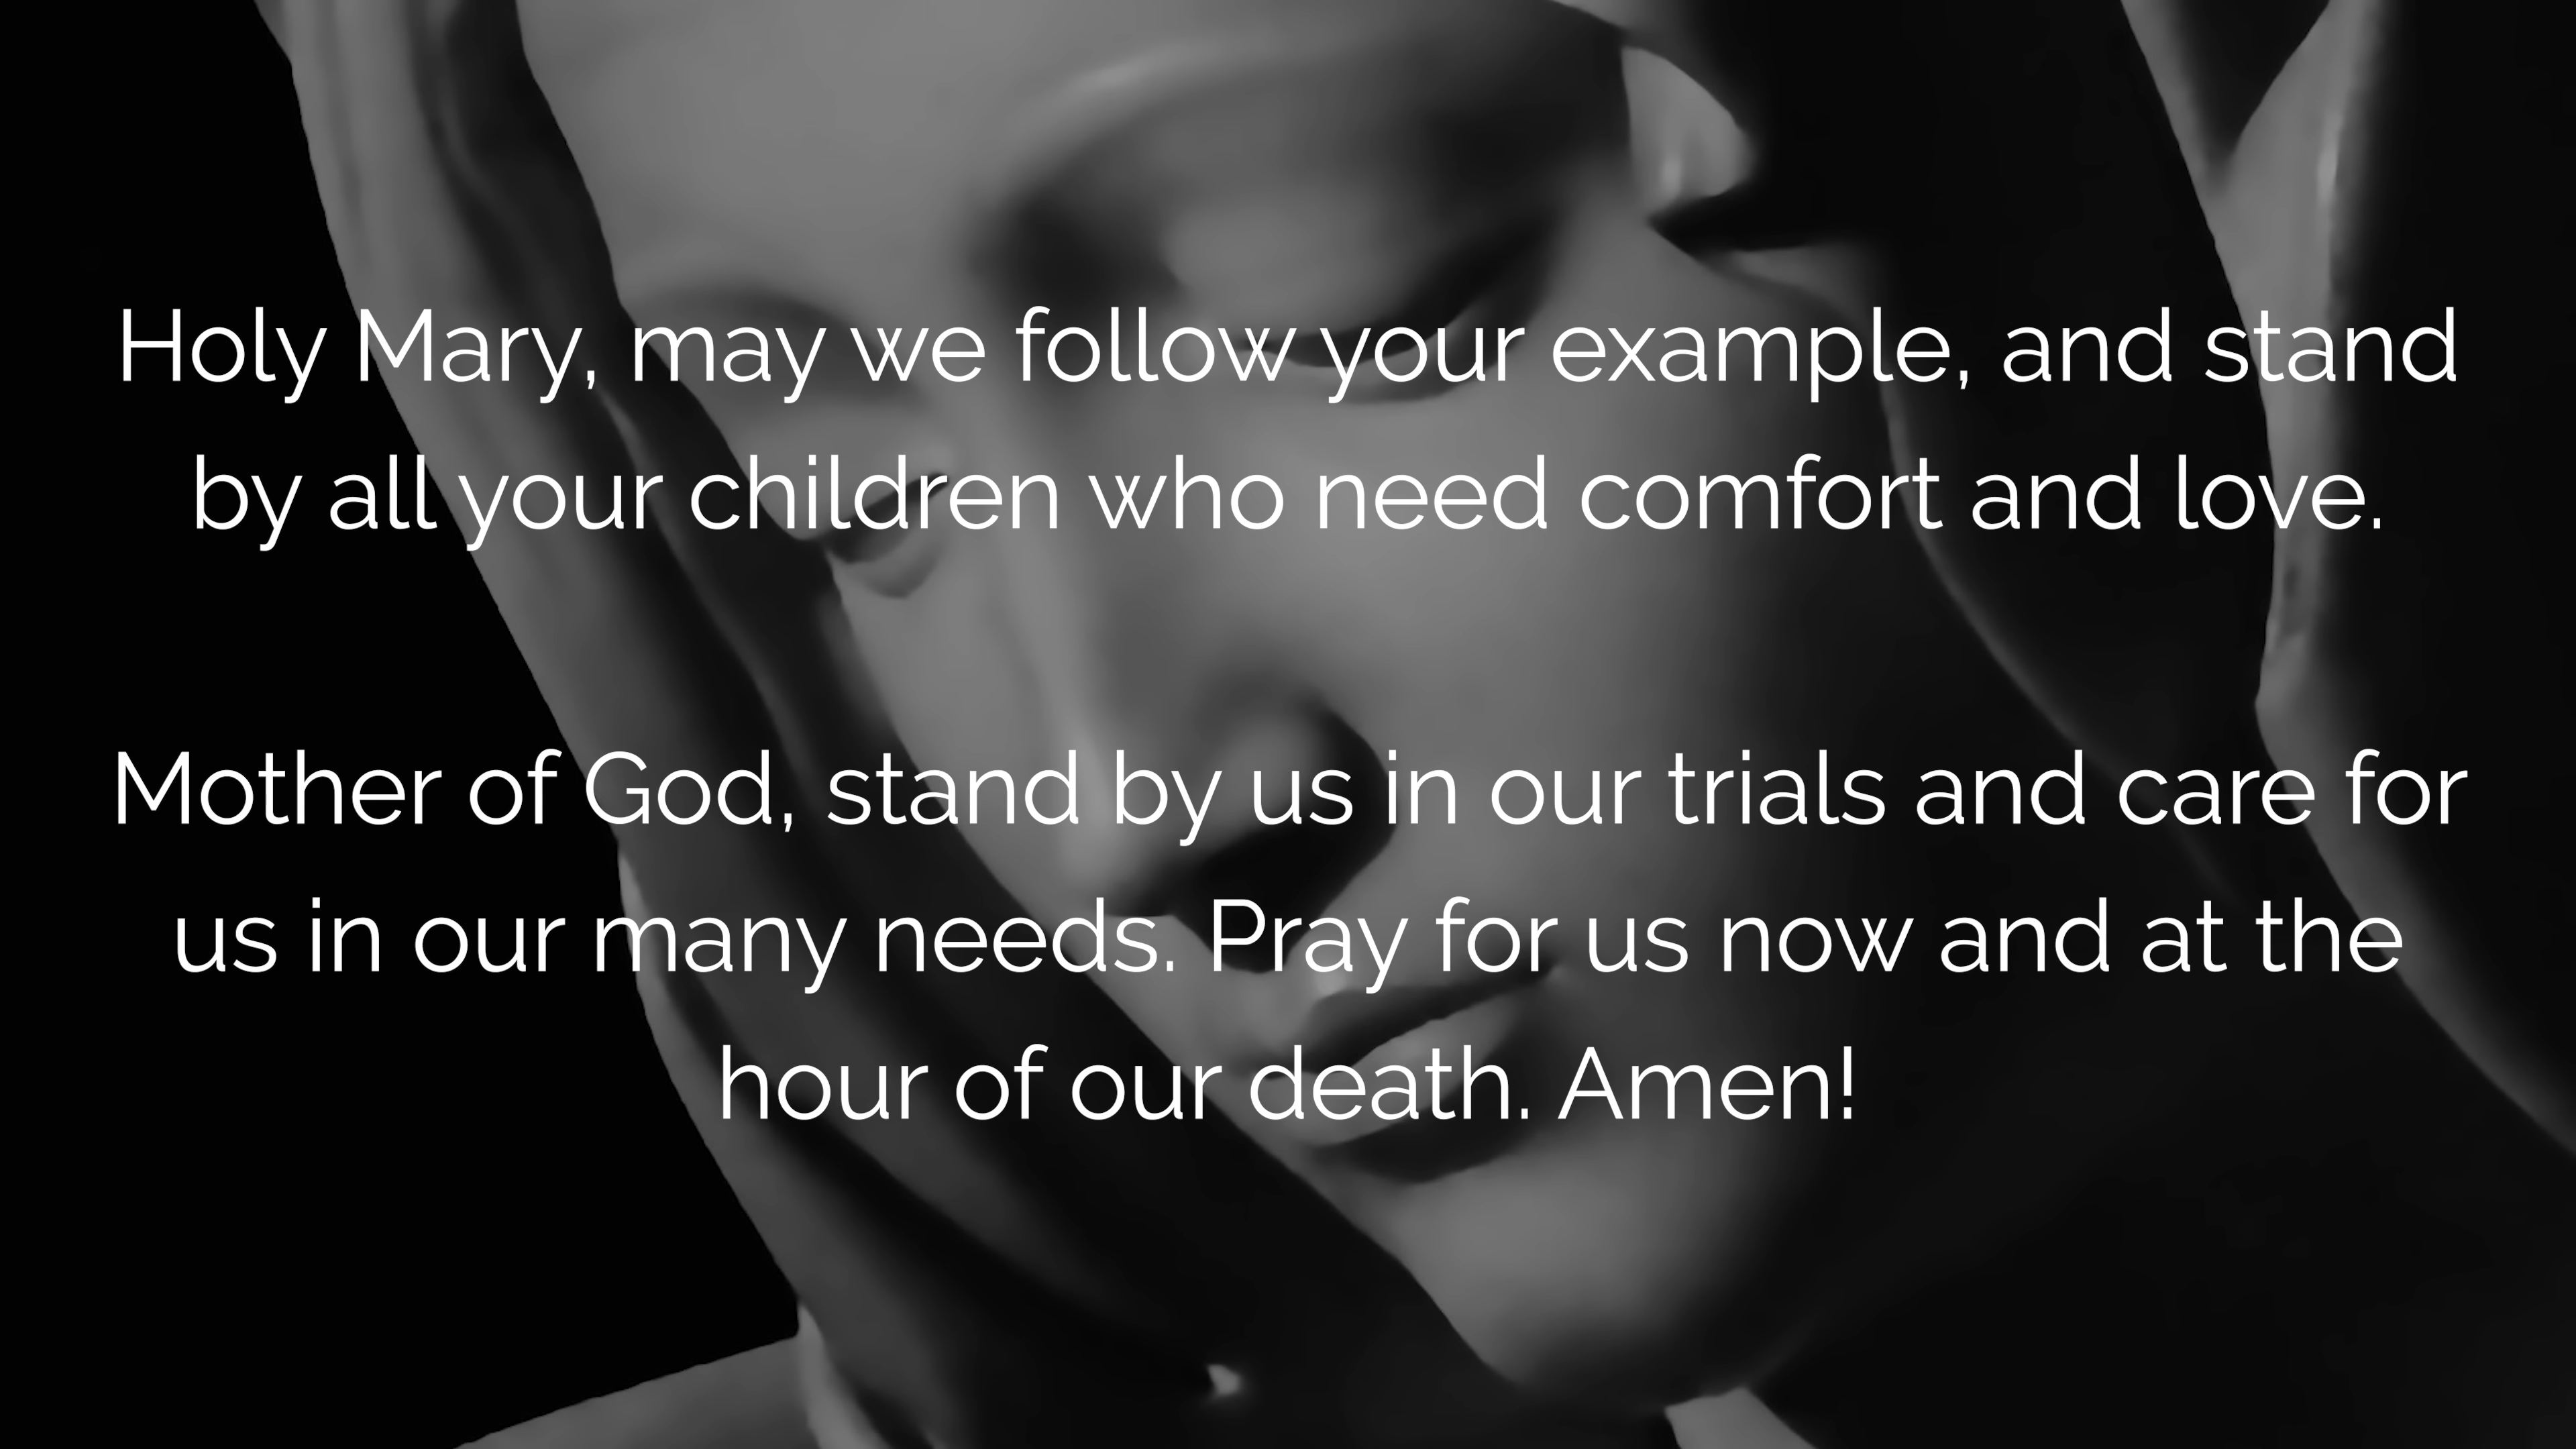 Holy Mary, may we follow your example, and stand
by all your children who need comfort and love.
Mother of God, stand by us in our trials and care for
us in our many needs. Pray for us now and at the
hour of our death. Amen!